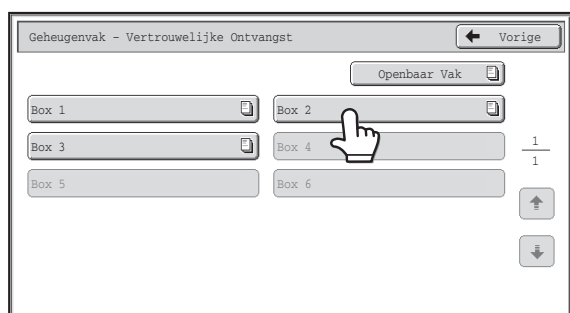 Geheugenvak - Vertrouwelijke Ontvangst
Vorige
Openbaar Vak
Box 1
Box 2
Box 3
Box 4
1
1
Box 5
Box 6